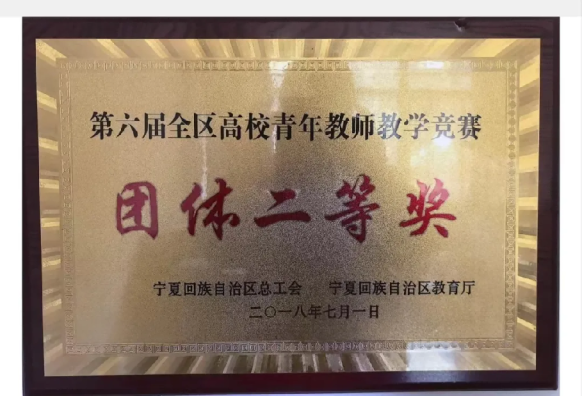 第六届全区高校青年教师教学竞赛
团体二等奖
宁夏回族自治区总工会 宁夏回族自治区教育厅
二〇一八年七月一日